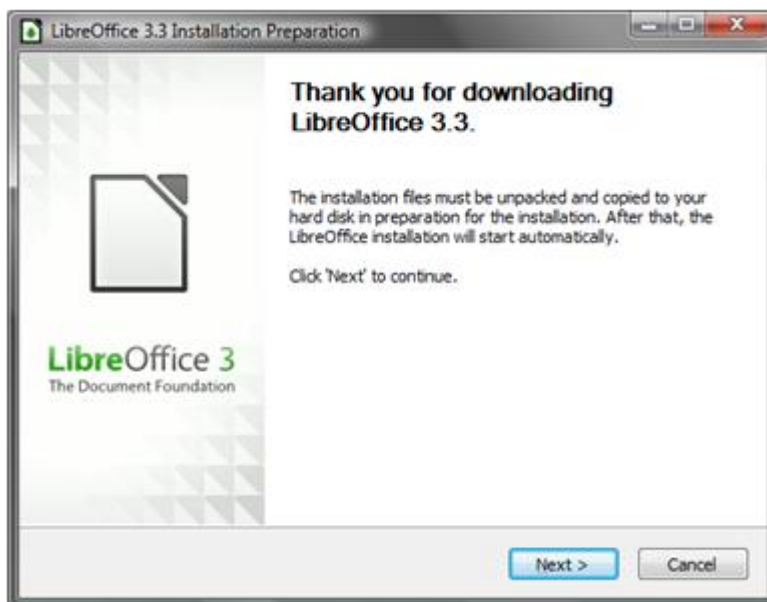 LibreOffice 3.3 Installation Preparation
Thank you for downloading
LibreOffice 3.3.
The installation files must be unpacked and copied to your
hard disk in preparation for the installation. After that, the
LibreOffice installation will start automatically.
Click 'Next' to continue.
LibreOffice 3
The Document Foundation
Next >
Cancel